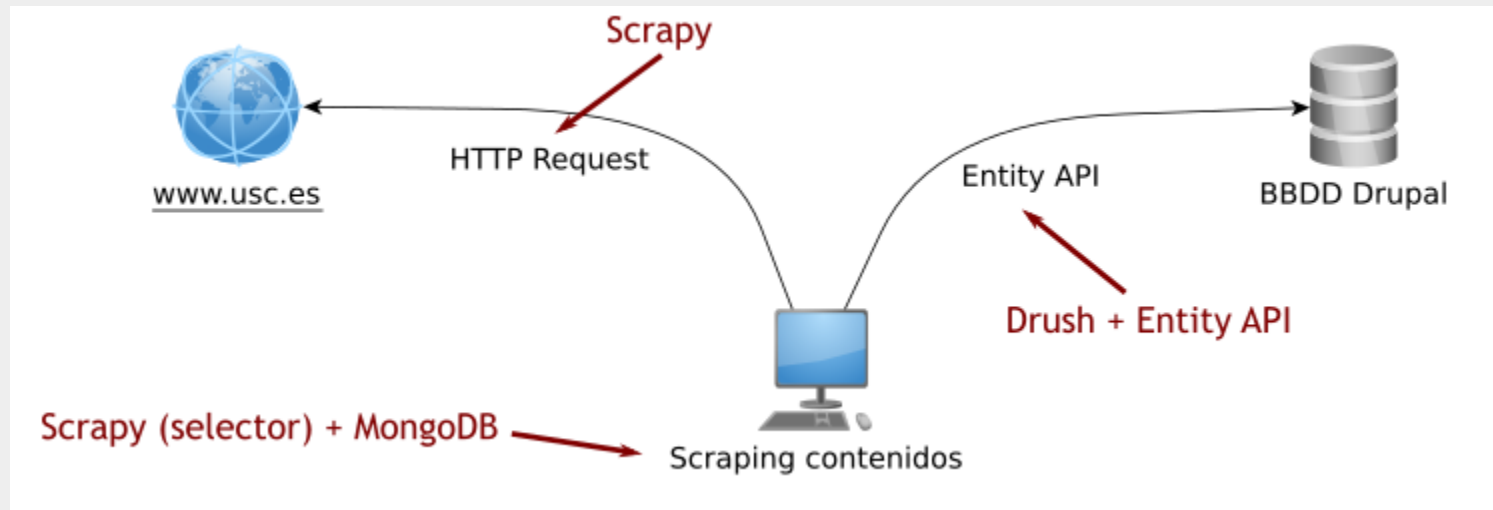 Scrapy
HTTP Request
www.usc.es
Entity API
BBDD Drupal
Drush + Entity API
Scrapy (selector) + MongoDB
Scraping contenidos